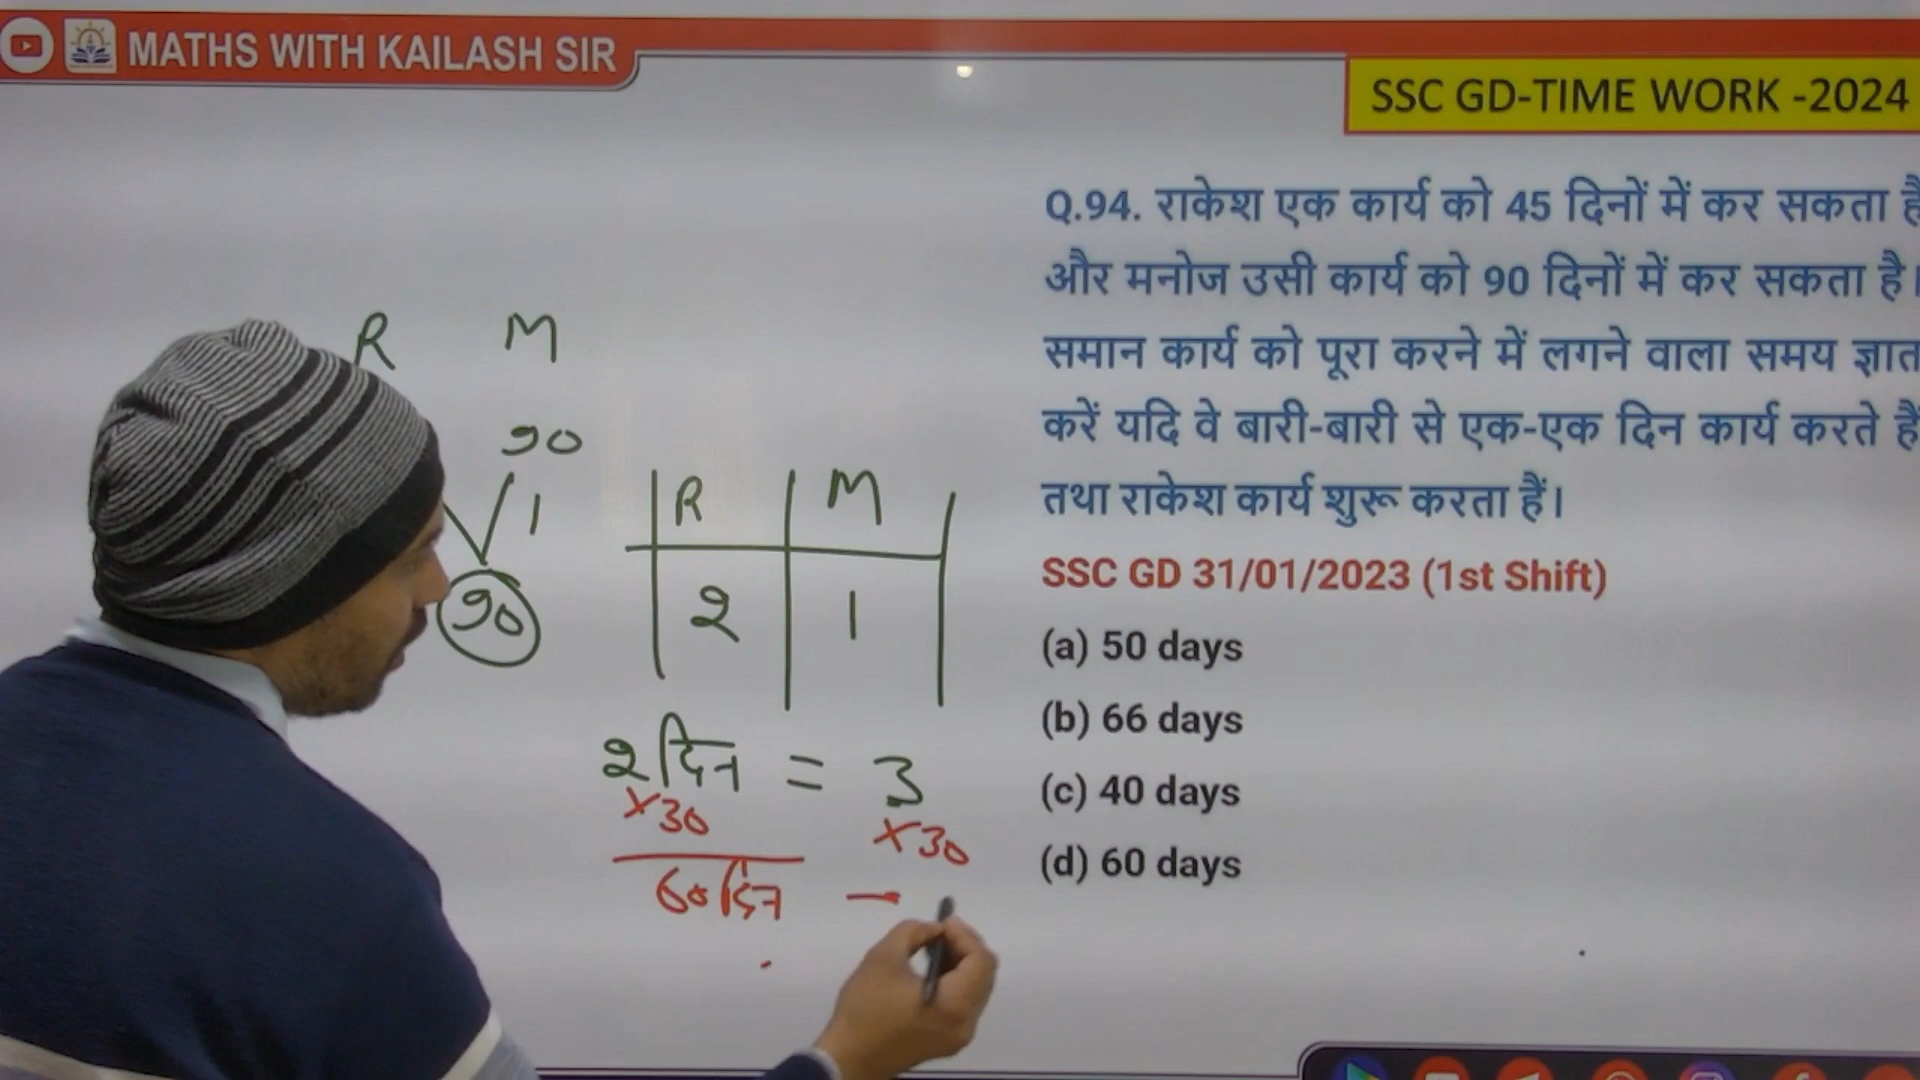 MATHS WITH KAILASH SIR
SSC GD-TIME WORK -2024
Q.94. राकेश एक कार्य को 45 दिनों में कर सकता है
और मनोज उसी कार्य को 90 दिनों में कर सकता है।
समान कार्य को पूरा करने में लगने वाला समय ज्ञात
करें यदि वे बारी-बारी से एक-एक दिन कार्य करते हैं
तथा राकेश कार्य शुरू करता हैं।
SSC GD 31/01/2023 (1st Shift)
(a) 50 days
(b) 66 days
(c) 40 days
(d) 60 days
R M
90
1
90
R M
2 1
2 दिन = 3
×30 ×30
60 दिन –